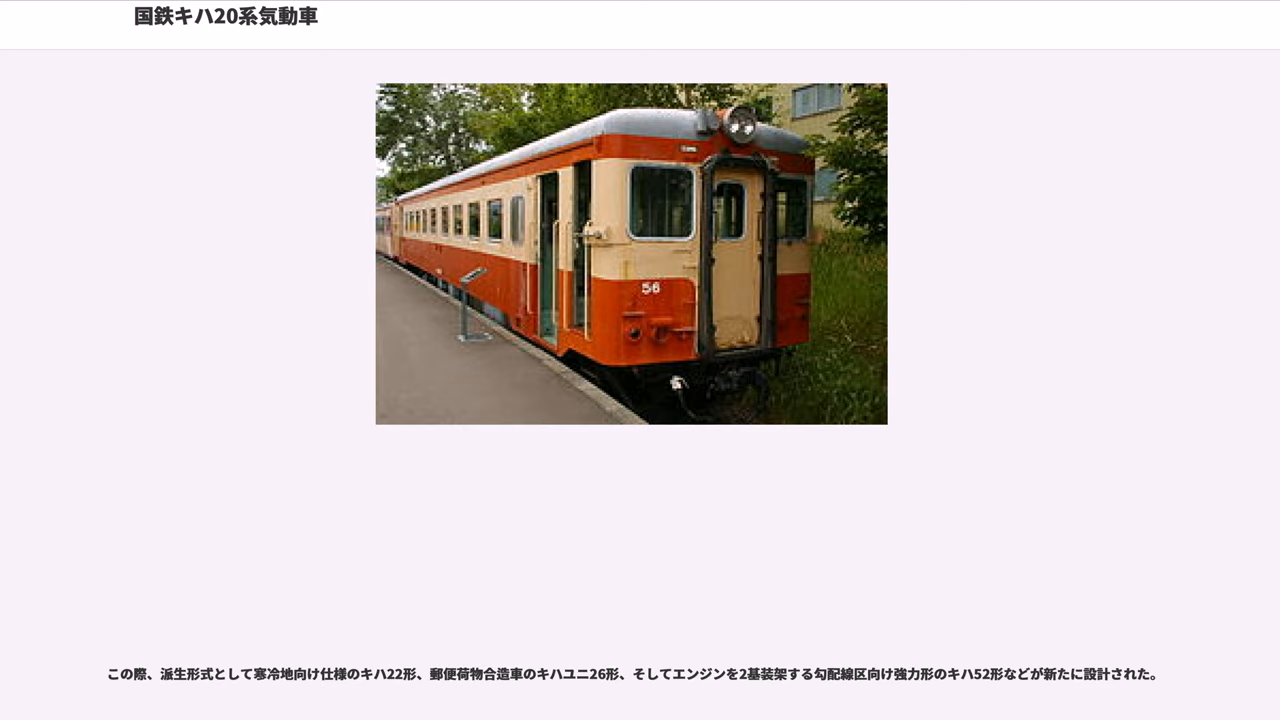 国鉄キハ20系気動車
56
この際、派生形式として寒冷地向け仕様のキハ22形、郵便荷物合造車のキハユニ26形、そしてエンジンを2基装架する勾配線区向け強力形のキハ52形などが新たに設計された。